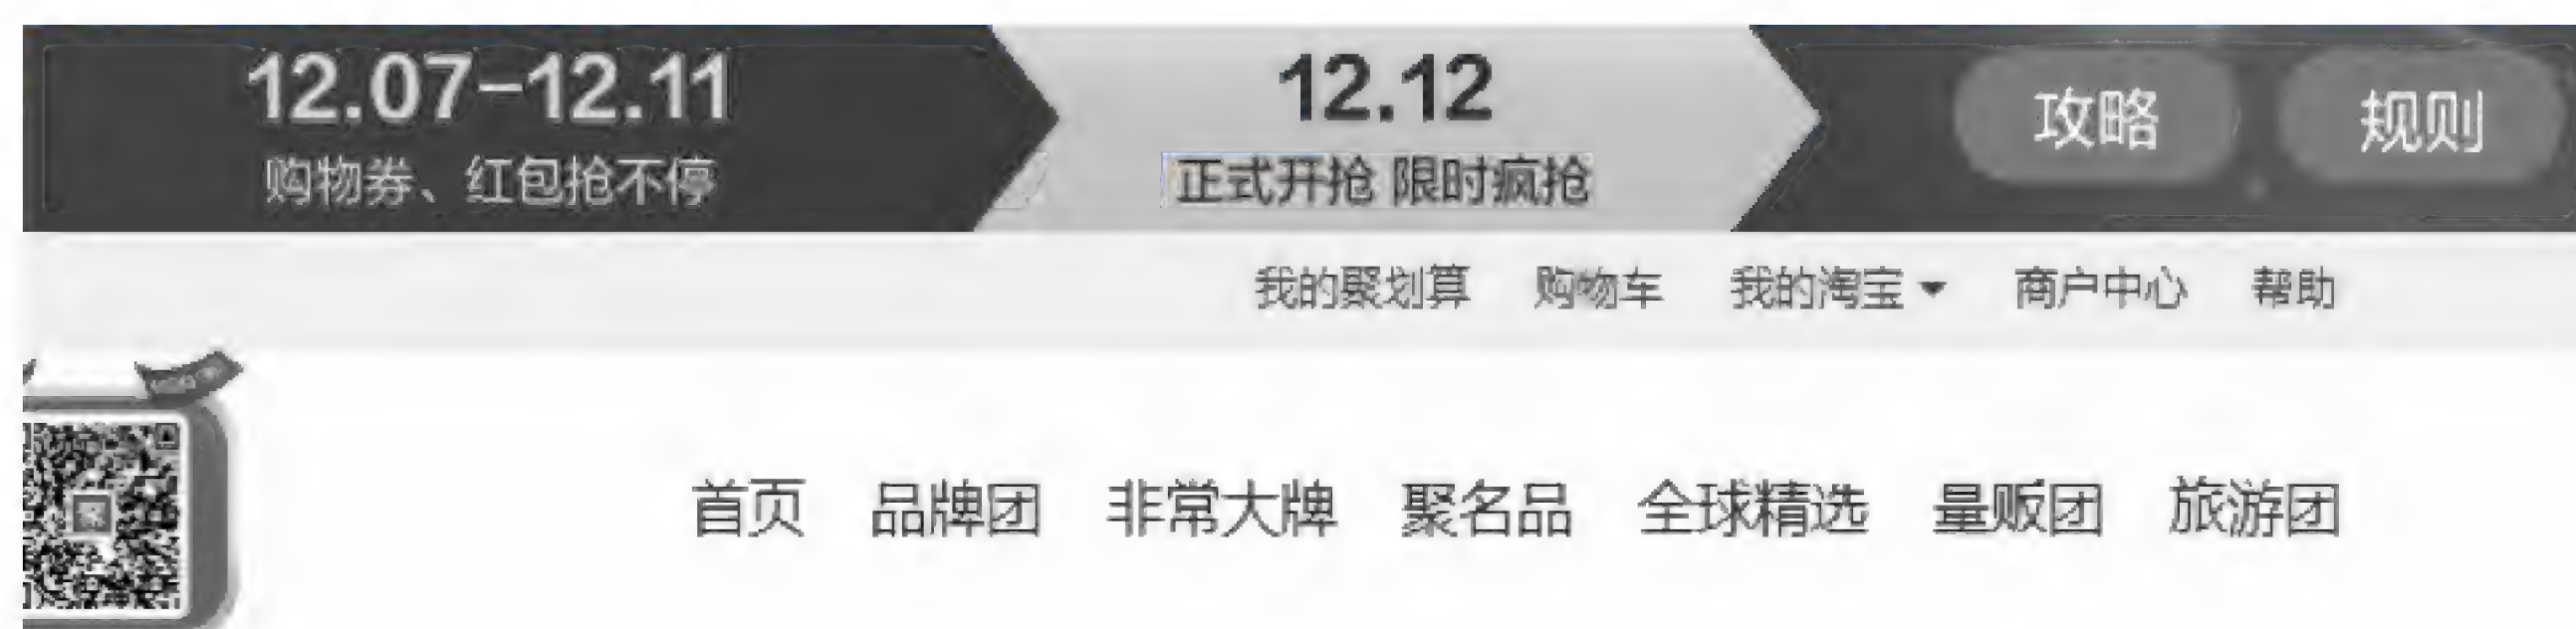 12.07-12.11 12.12 攻略 规则
购物券、红包抢不停 正式开抢 限时疯抢
我的聚划算 购物车 我的淘宝 商户中心 帮助
首页 品牌团 非常大牌 聚名品 全球精选 量贩团 旅游团